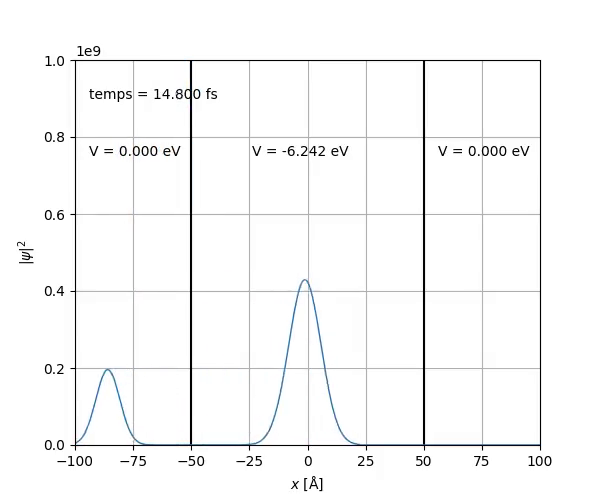 1e9
1.0
temps = 14.800 fs
0.8
V = 0.000 eV V = -6.242 eV V = 0.000 eV
0.6
|ψ|²
0.4
0.2
0.0
−100 −75 −50 −25 0 25 50 75 100
x [Å]